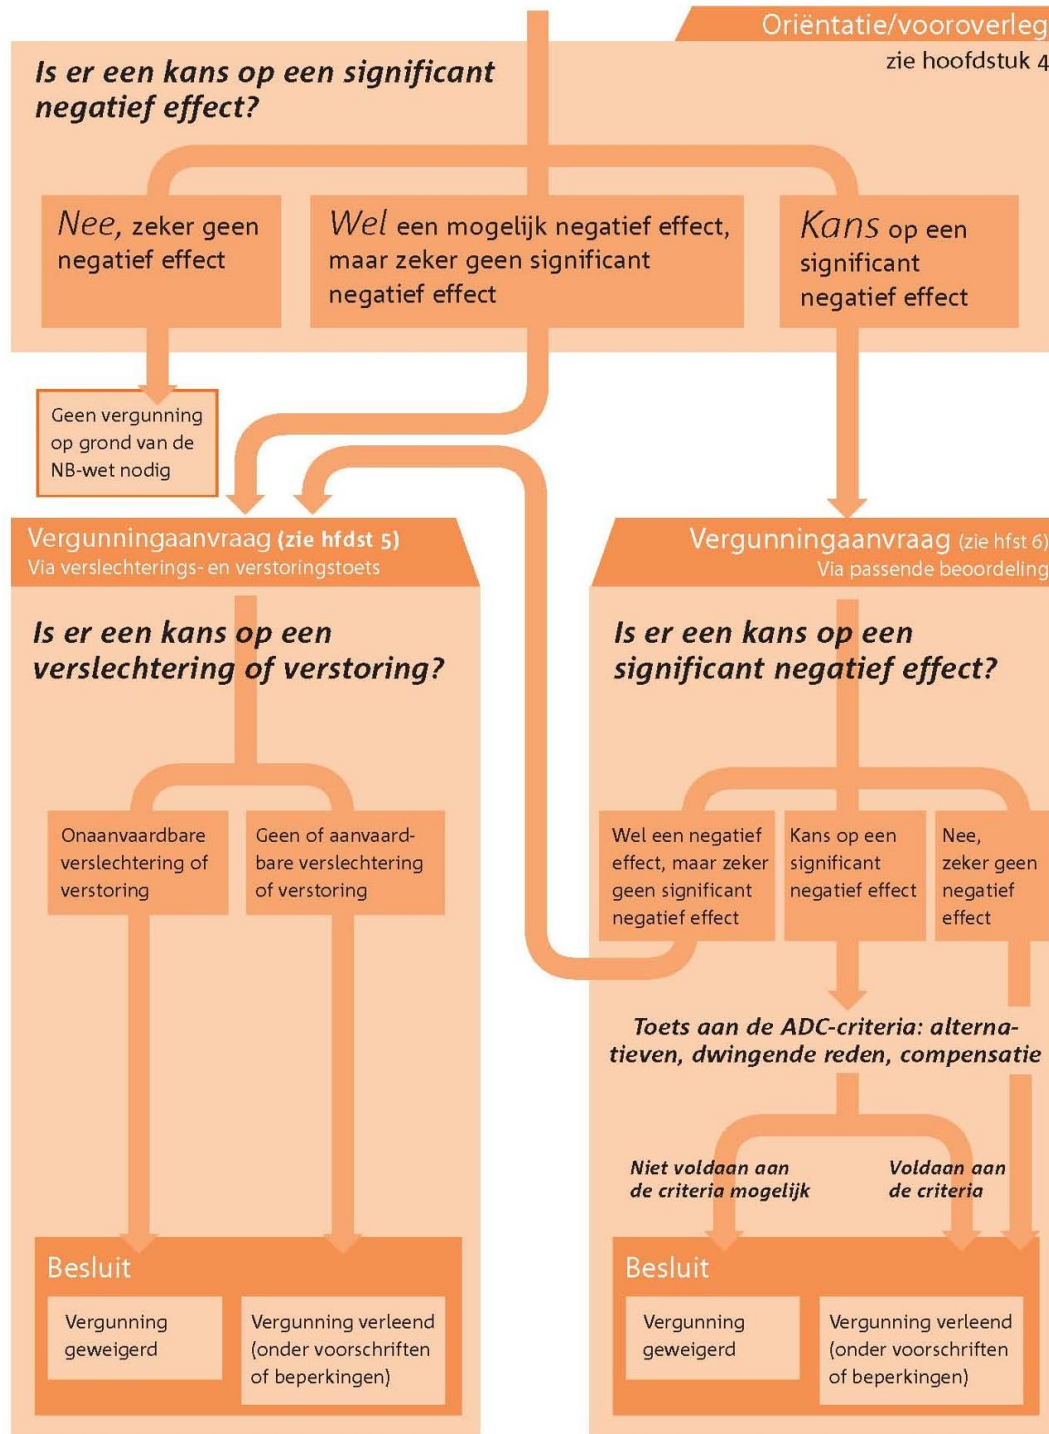 Oriëntatie/vooroverleg
zie hoofdstuk 4
Is er een kans op een significant
negatief effect?
Nee, zeker geen
negatief effect
Wel een mogelijk negatief effect,
maar zeker geen significant
negatief effect
Kans op een
significant
negatief effect
Geen vergunning
op grond van de
NB-wet nodig
Vergunningaanvraag (zie hfdst 5)
Via verslechterings- en verstoringstoets
Is er een kans op een
verslechtering of verstoring?
Onaanvaardbare
verslechtering of
verstoring
Geen of aanvaard-
bare verslechtering
of verstoring
Besluit
Vergunning
geweigerd
Vergunning verleend
(onder voorschriften
of beperkingen)
Vergunningaanvraag (zie hfst 6)
Via passende beoordeling
Is er een kans op een
significant negatief effect?
Wel een negatief
effect, maar zeker
geen significant
negatief effect
Kans op een
significant
negatief effect
Nee,
zeker geen
negatief
effect
Toets aan de ADC-criteria: alterna-
tieven, dwingende reden, compensatie
Niet voldaan aan
de criteria mogelijk
Voldaan aan
de criteria
Besluit
Vergunning
geweigerd
Vergunning verleend
(onder voorschriften
of beperkingen)